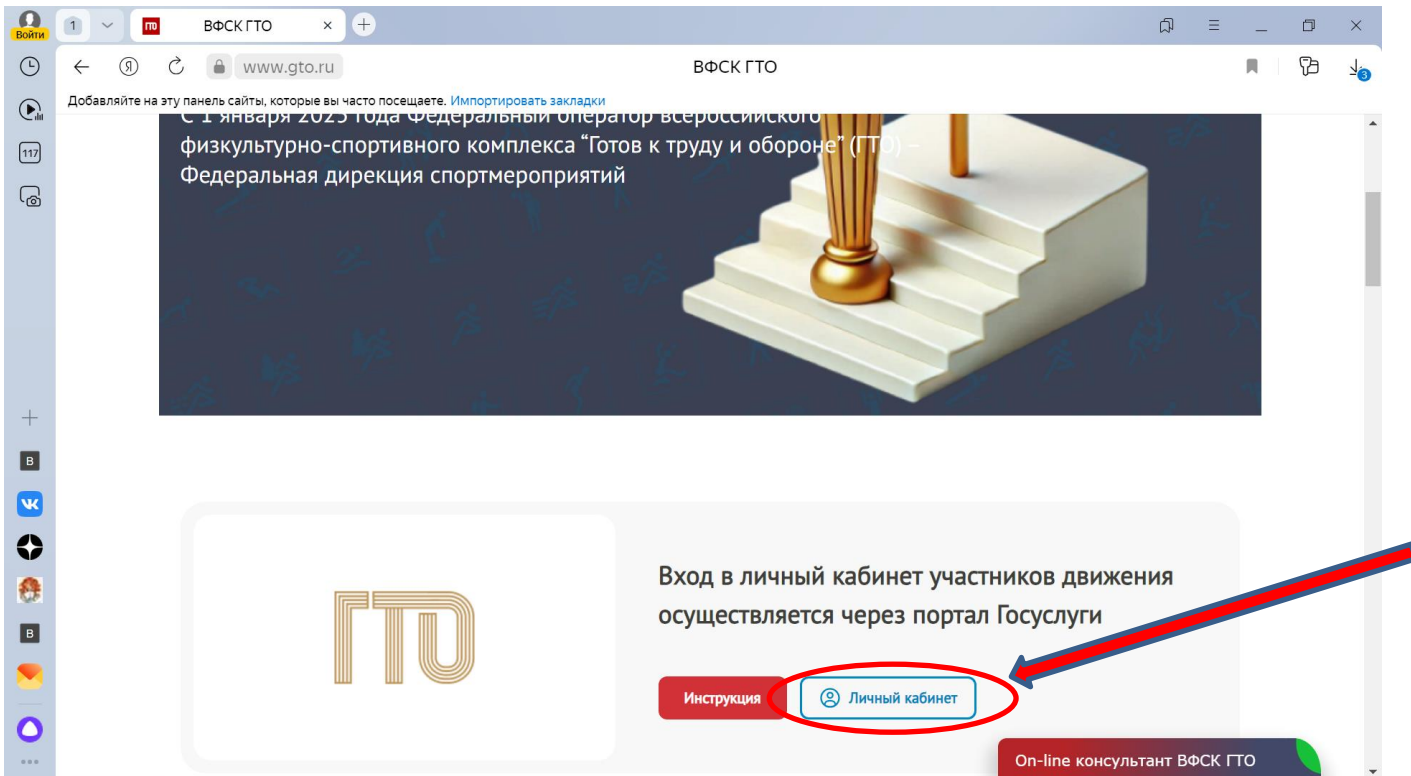 Войти
1
ГТО
ВФСК ГТО
www.gto.ru
ВФСК ГТО
3
Добавляйте на эту панель сайты, которые вы часто посещаете. Импортировать закладки
117
С 1 января 2025 года Федеральный оператор всероссийского
физкультурно-спортивного комплекса “Готов к труду и обороне” (ГТО) –
Федеральная дирекция спортмероприятий
В
В
ГТО
Вход в личный кабинет участников движения
осуществляется через портал Госуслуги
Инструкция
Личный кабинет
On-line консультант ВФСК ГТО